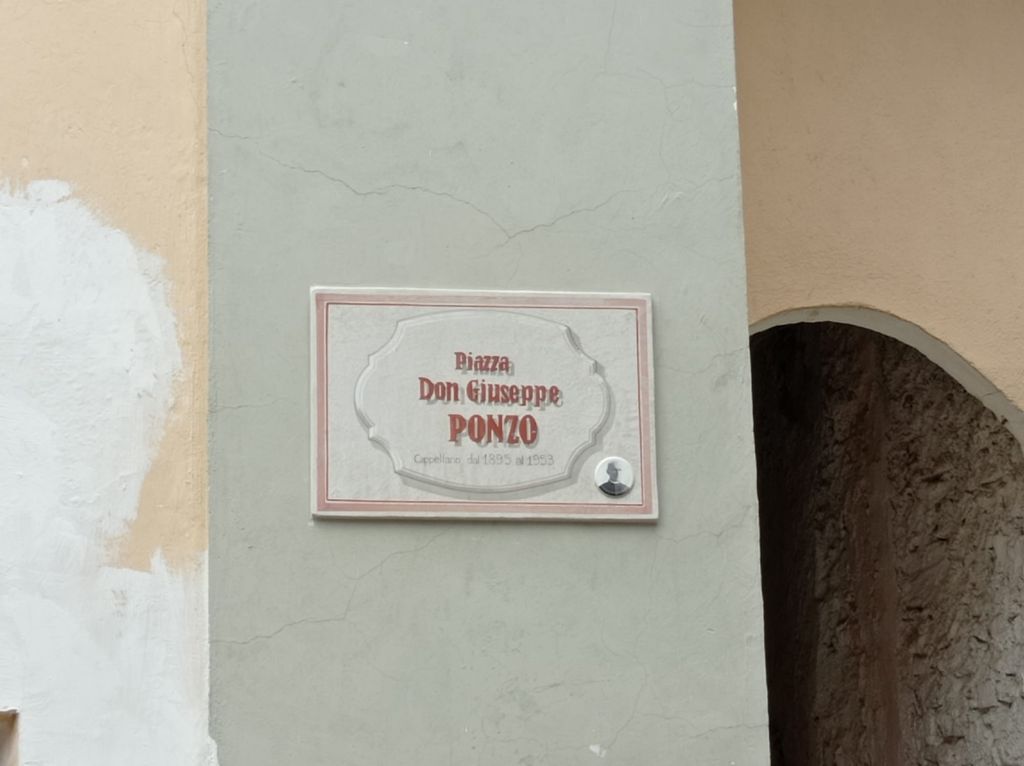 Piazza
Don Giuseppe
PONZO
Cappellano dal 1895 al 1953